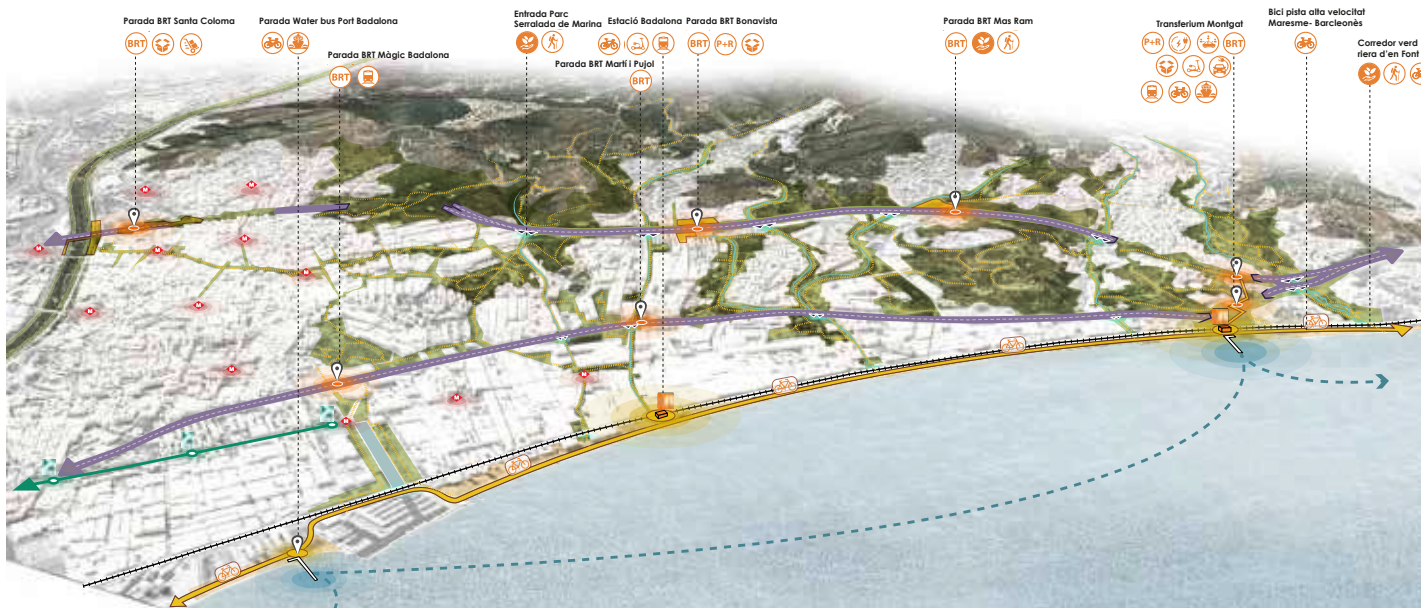 Parada BRT Santa Coloma
BRT
Parada Water bus Port Badalona
Parada BRT Màgic Badalona
BRT
Entrada Parc
Serralada de Marina
Estació Badalona
Parada BRT Martí i Pujol
BRT
Parada BRT Bonavista
BRT
P+R
Parada BRT Mas Ram
BRT
Transferium Montgat
P+R
BRT
Bici pista alta velocitat
Maresme- Barcleonès
Corredor verd
riera d'en Font
M
M
M
M
M
M
M
M
M
M
M
M